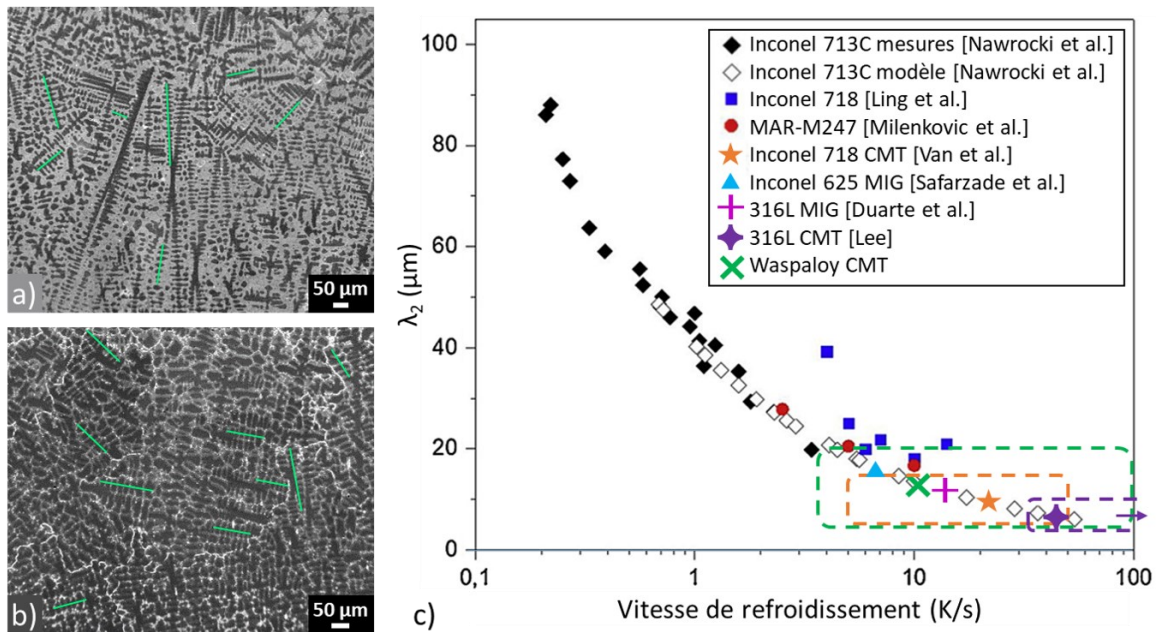 a)
50 µm
b)
50 µm
c)
λ2 (µm)
100
80
60
40
20
0
0,1
1
10
100
Vitesse de refroidissement (K/s)
Inconel 713C mesures [Nawrocki et al.]
Inconel 713C modèle [Nawrocki et al.]
Inconel 718 [Ling et al.]
MAR-M247 [Milenkovic et al.]
Inconel 718 CMT [Van et al.]
Inconel 625 MIG [Safarzade et al.]
316L MIG [Duarte et al.]
316L CMT [Lee]
Waspaloy CMT